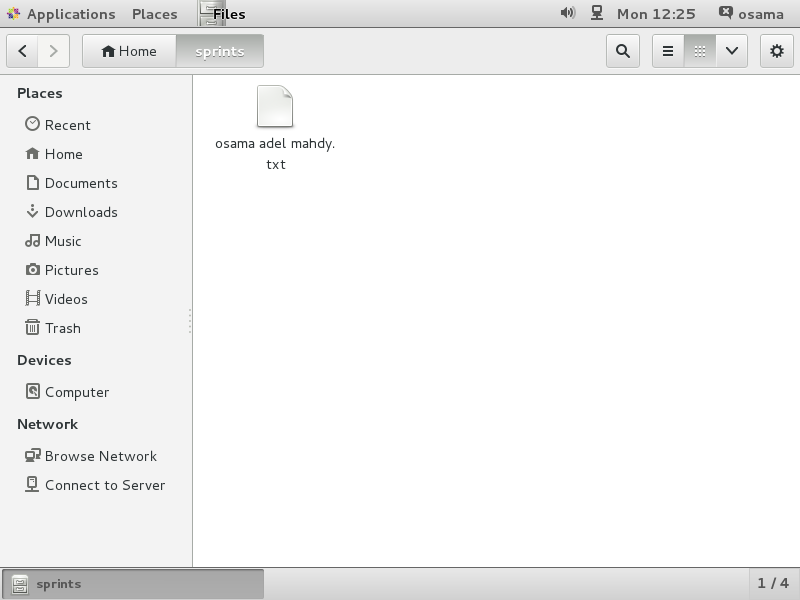 Applications Places Files Mon 12:25 osama
Home sprints
Places
Recent
Home
Documents
Downloads
Music
Pictures
Videos
Trash
Devices
Computer
Network
Browse Network
Connect to Server
osama adel mahdy.
txt
sprints 1 / 4